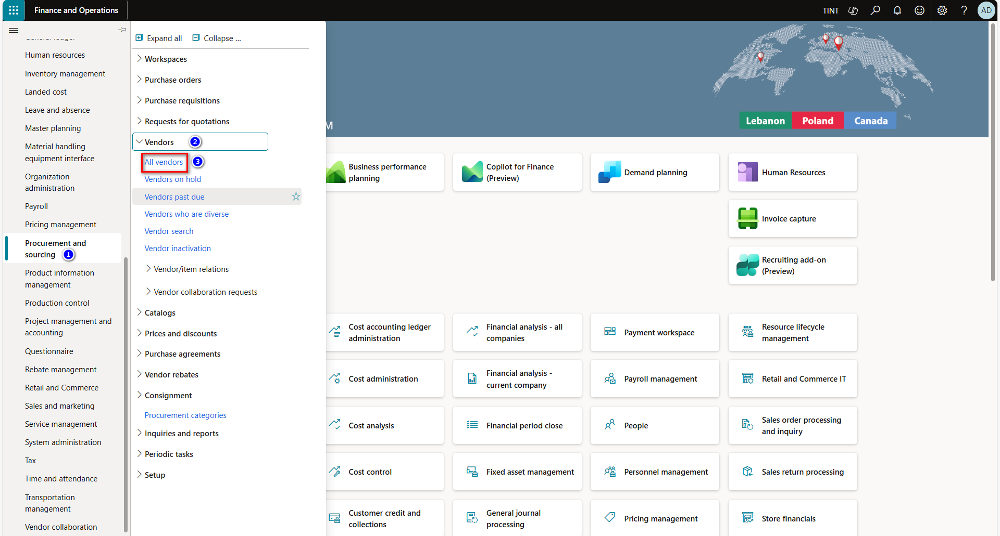 Finance and Operations
TINT
AD
Human resources
Inventory management
Landed cost
Leave and absence
Master planning
Material handling
equipment interface
Organization
administration
Payroll
Pricing management
Procurement and
sourcing 1
Product information
management
Production control
Project management and
accounting
Questionnaire
Rebate management
Retail and Commerce
Sales and marketing
Service management
System administration
Tax
Time and attendance
Transportation
management
Vendor collaboration
Expand all
Collapse ...
Workspaces
Purchase orders
Purchase requisitions
Requests for quotations
Vendors 2
All vendors 3
Vendors on hold
Vendors past due
Vendors who are diverse
Vendor search
Vendor inactivation
Vendor/item relations
Vendor collaboration requests
Catalogs
Prices and discounts
Purchase agreements
Vendor rebates
Consignment
Procurement categories
Inquiries and reports
Periodic tasks
Setup
M
Lebanon
Poland
Canada
Business performance
planning
Copilot for Finance
(Preview)
Demand planning
Human Resources
Invoice capture
Recruiting add-on
(Preview)
Cost accounting ledger
administration
Financial analysis - all
companies
Payment workspace
Resource lifecycle
management
Cost administration
Financial analysis -
current company
Payroll management
Retail and Commerce IT
Cost analysis
Financial period close
People
Sales order processing
and inquiry
Cost control
Fixed asset management
Personnel management
Sales return processing
Customer credit and
collections
General journal
processing
Pricing management
Store financials